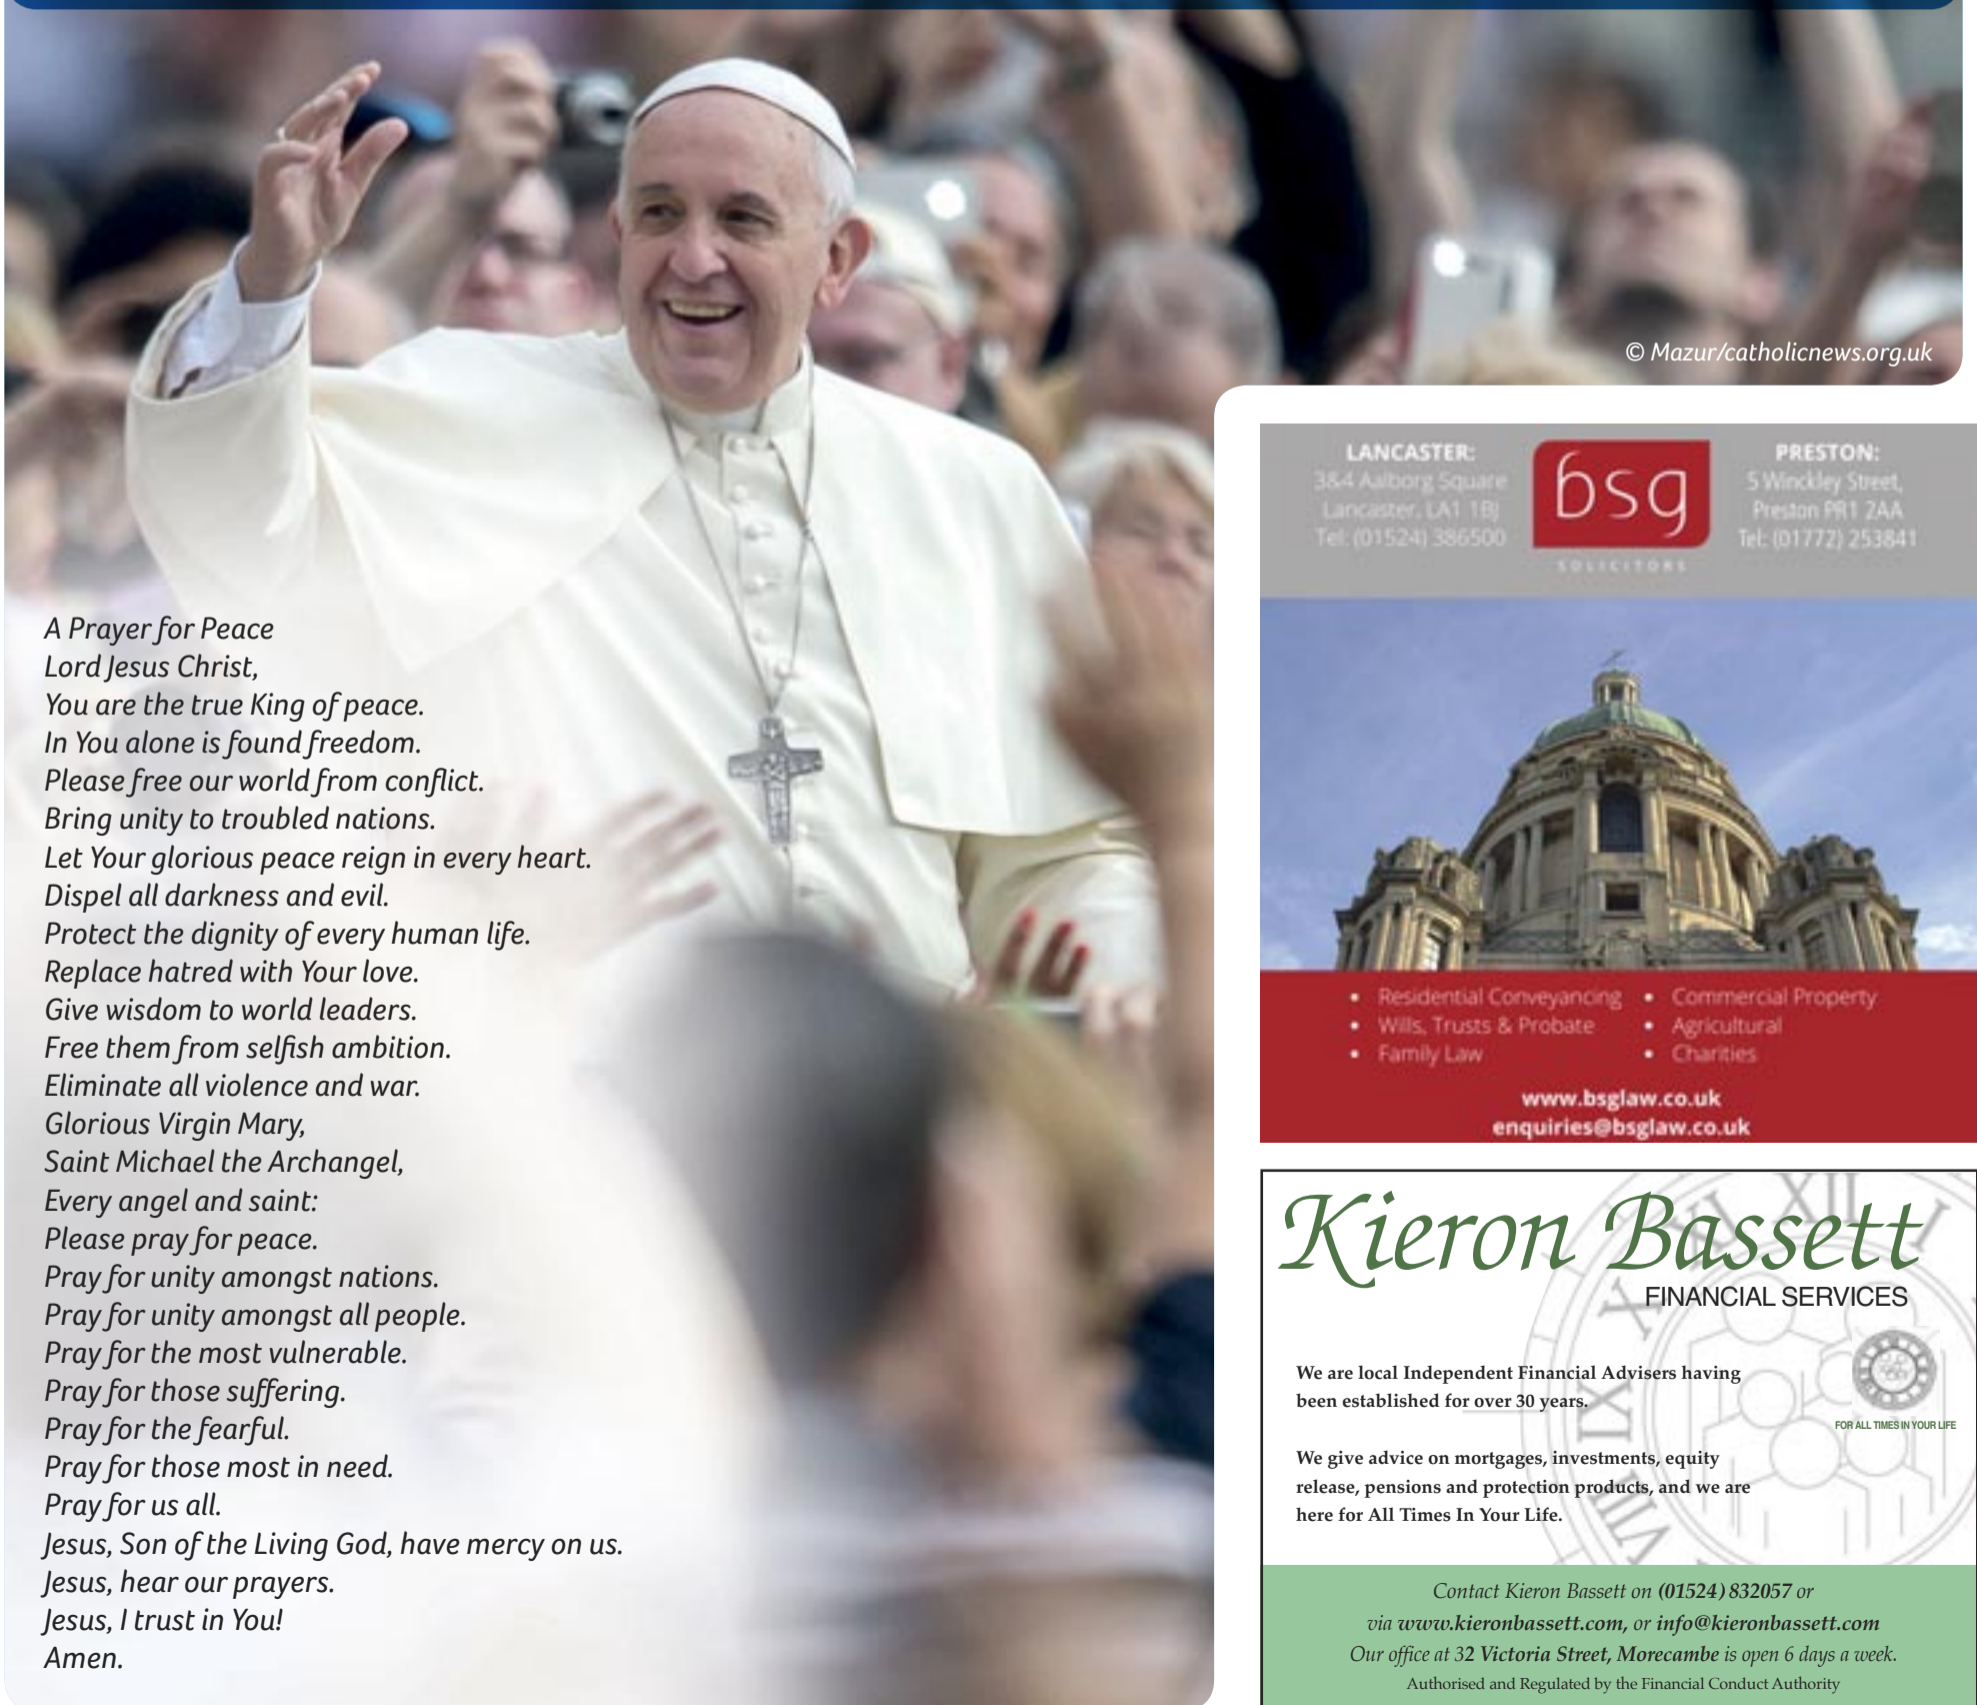 © Mazur/catholicnews.org.uk
A Prayer for Peace
Lord Jesus Christ,
You are the true King of peace.
In You alone is found freedom.
Please free our world from conflict.
Bring unity to troubled nations.
Let Your glorious peace reign in every heart.
Dispel all darkness and evil.
Protect the dignity of every human life.
Replace hatred with Your love.
Give wisdom to world leaders.
Free them from selfish ambition.
Eliminate all violence and war.
Glorious Virgin Mary,
Saint Michael the Archangel,
Every angel and saint:
Please pray for peace.
Pray for unity amongst nations.
Pray for unity amongst all people.
Pray for the most vulnerable.
Pray for those suffering.
Pray for the fearful.
Pray for those most in need.
Pray for us all.
Jesus, Son of the Living God, have mercy on us.
Jesus, hear our prayers.
Jesus, I trust in You!
Amen.
LANCASTER:
3&4 Aalborg Square
Lancaster, LA1 1BJ
Tel: (01524) 386500
bsg
SOLICITORS
PRESTON:
5 Winckley Street,
Preston PR1 2AA
Tel: (01772) 253841
• Residential Conveyancing
• Wills, Trusts & Probate
• Family Law
• Commercial Property
• Agricultural
• Charities
www.bsglaw.co.uk
enquiries@bsglaw.co.uk
Kieron Bassett
FINANCIAL SERVICES
We are local Independent Financial Advisers having
been established for over 30 years.
We give advice on mortgages, investments, equity
release, pensions and protection products, and we are
here for All Times In Your Life.
FOR ALL TIMES IN YOUR LIFE
XII
I
XI
X
IX
VIII
Contact Kieron Bassett on (01524) 832057 or
via www.kieronbassett.com, or info@kieronbassett.com
Our office at 32 Victoria Street, Morecambe is open 6 days a week.
Authorised and Regulated by the Financial Conduct Authority